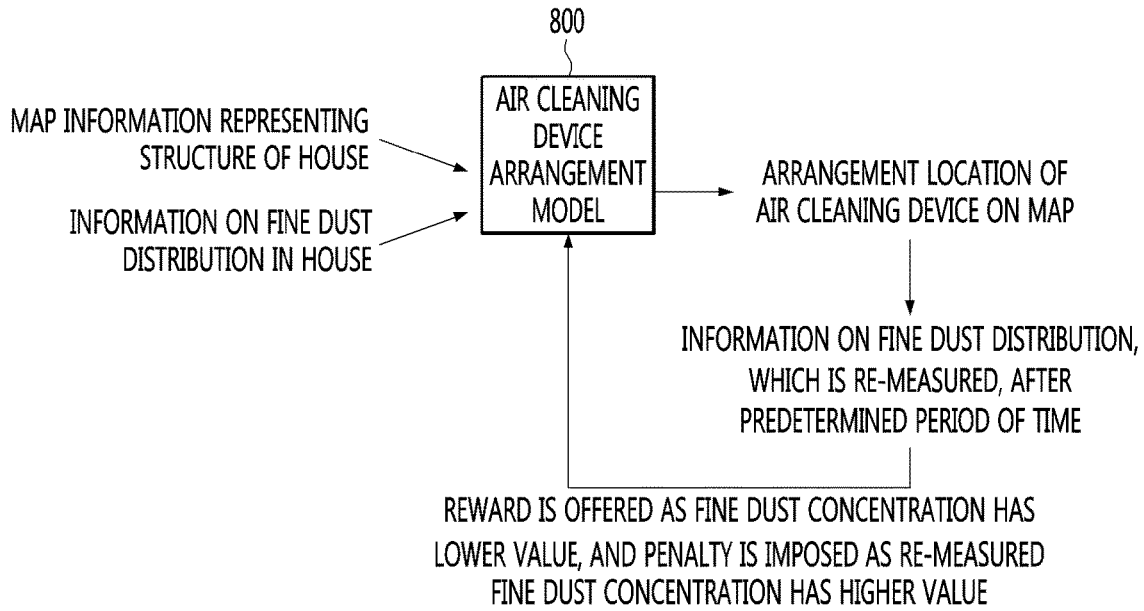 800
AIR CLEANING
DEVICE
ARRANGEMENT
MODEL
MAP INFORMATION REPRESENTING
STRUCTURE OF HOUSE
INFORMATION ON FINE DUST
DISTRIBUTION IN HOUSE
ARRANGEMENT LOCATION OF
AIR CLEANING DEVICE ON MAP
INFORMATION ON FINE DUST DISTRIBUTION,
WHICH IS RE-MEASURED, AFTER
PREDETERMINED PERIOD OF TIME
REWARD IS OFFERED AS FINE DUST CONCENTRATION HAS
LOWER VALUE, AND PENALTY IS IMPOSED AS RE-MEASURED
FINE DUST CONCENTRATION HAS HIGHER VALUE